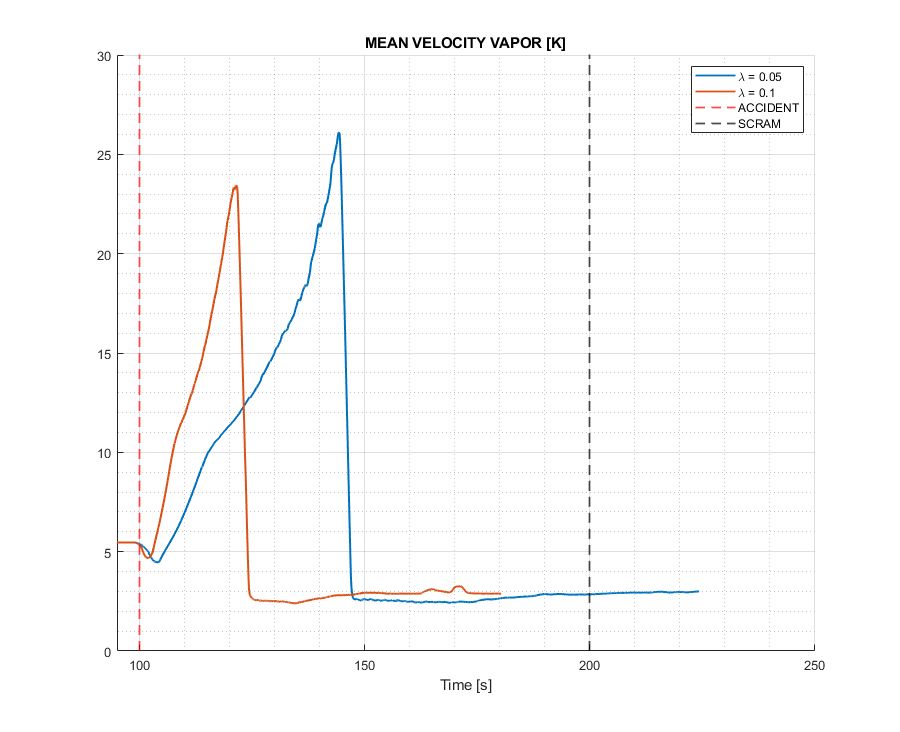 MEAN VELOCITY VAPOR [K]
30
25
20
15
10
5
0
λ = 0.05
λ = 0.1
ACCIDENT
SCRAM
100
150
200
250
Time [s]